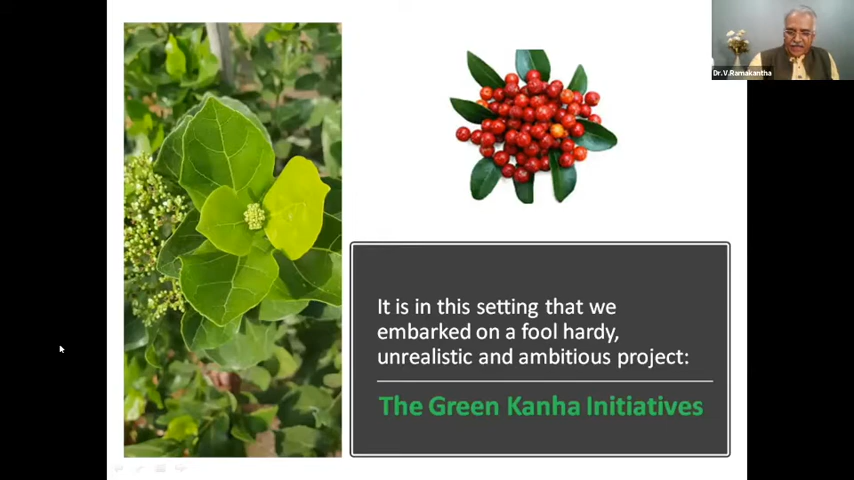 Dr.V.Ramakantha
It is in this setting that we
embarked on a fool hardy,
unrealistic and ambitious project:
The Green Kanha Initiatives